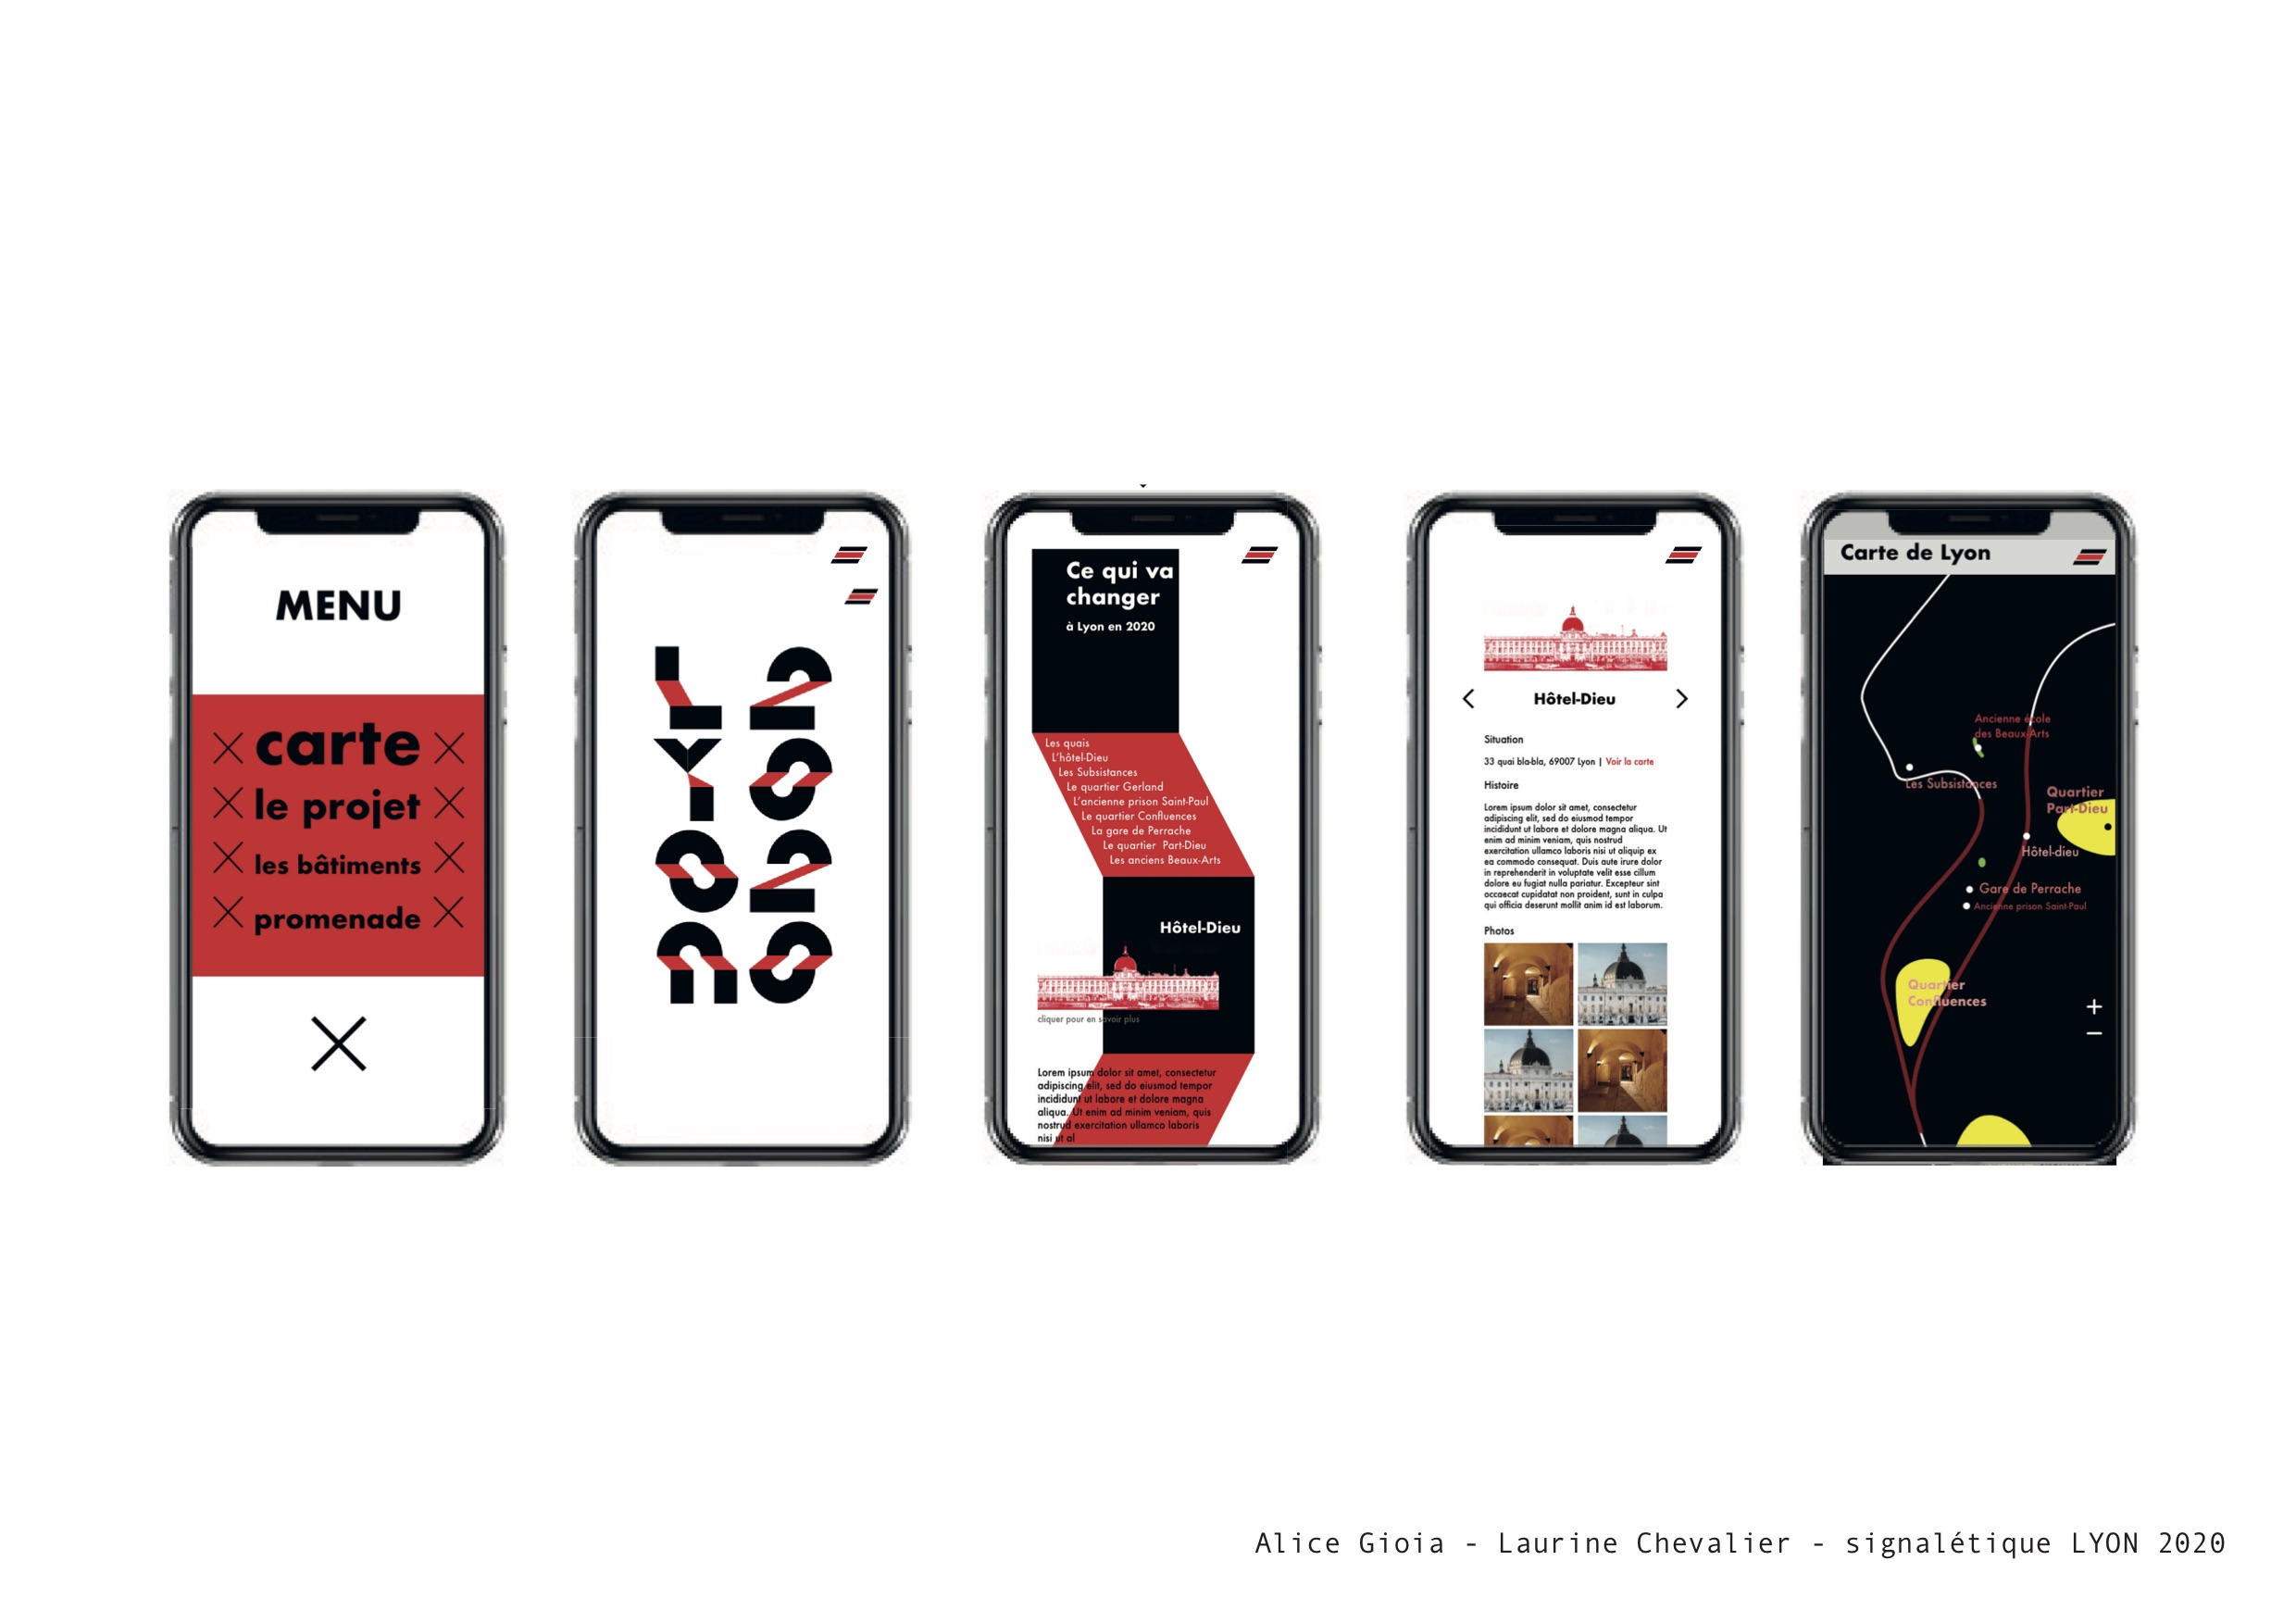 MENU
carte
le projet
les bâtiments
promenade
LYON
2020
Ce qui va
changer
à Lyon en 2020
Les quais
L'hôtel-Dieu
Les Subsistances
Le quartier Gerland
L'ancienne prison Saint-Paul
Le quartier Confluences
La gare de Perrache
Le quartier Part-Dieu
Les anciens Beaux-Arts
Hôtel-Dieu
cliquer pour en savoir plus
Lorem ipsum dolor sit amet, consectetur
adipiscing elit, sed do eiusmod tempor
incididunt ut labore et dolore magna
aliqua. Ut enim ad minim veniam, quis
nostrud exercitation ullamco laboris
nisi ut al
Hôtel-Dieu
Situation
33 quai bla-bla, 69007 Lyon | Voir la carte
Histoire
Lorem ipsum dolor sit amet, consectetur
adipiscing elit, sed do eiusmod tempor
incididunt ut labore et dolore magna aliqua. Ut
enim ad minim veniam, quis nostrud
exercitation ullamco laboris nisi ut aliquip ex
ea commodo consequat. Duis aute irure dolor
in reprehenderit in voluptate velit esse cillum
dolore eu fugiat nulla pariatur. Excepteur sint
occaecat cupidatat non proident, sunt in culpa
qui officia deserunt mollit anim id est laborum.
Photos
Carte de Lyon
Ancienne école
des Beaux-Arts
Les Subsistances
Quartier
Part-Dieu
Hôtel-dieu
Gare de Perrache
Ancienne prison Saint-Paul
Quartier
Confluences
Alice Gioia - Laurine Chevalier - signalétique LYON 2020